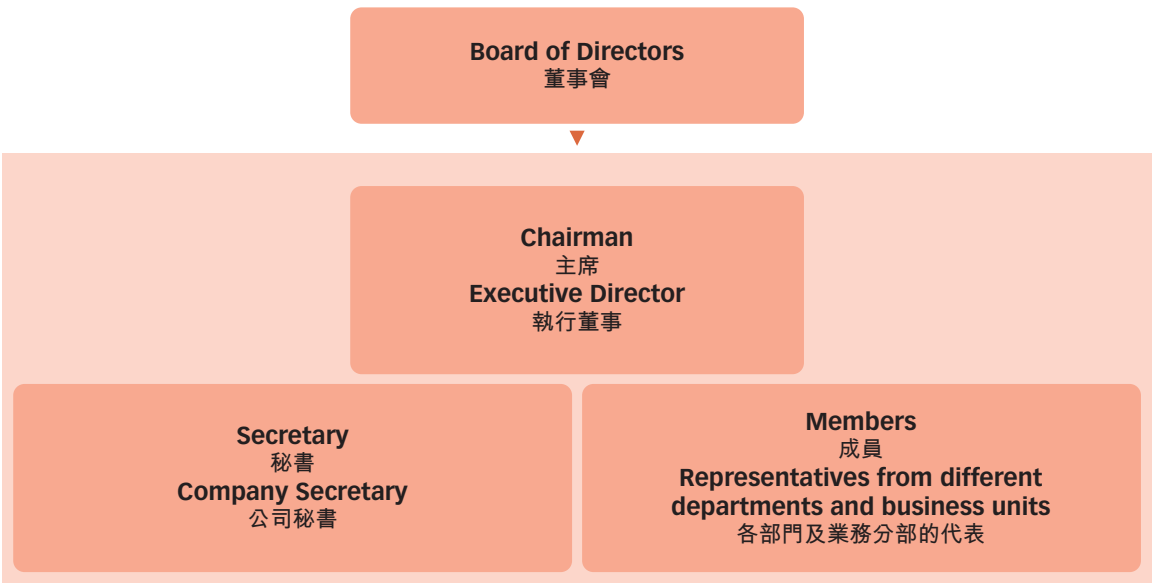 Board of Directors
董事會
Chairman
主席
Executive Director
執行董事
Secretary
秘書
Company Secretary
公司秘書
Members
成員
Representatives from different
departments and business units
各部門及業務分部的代表